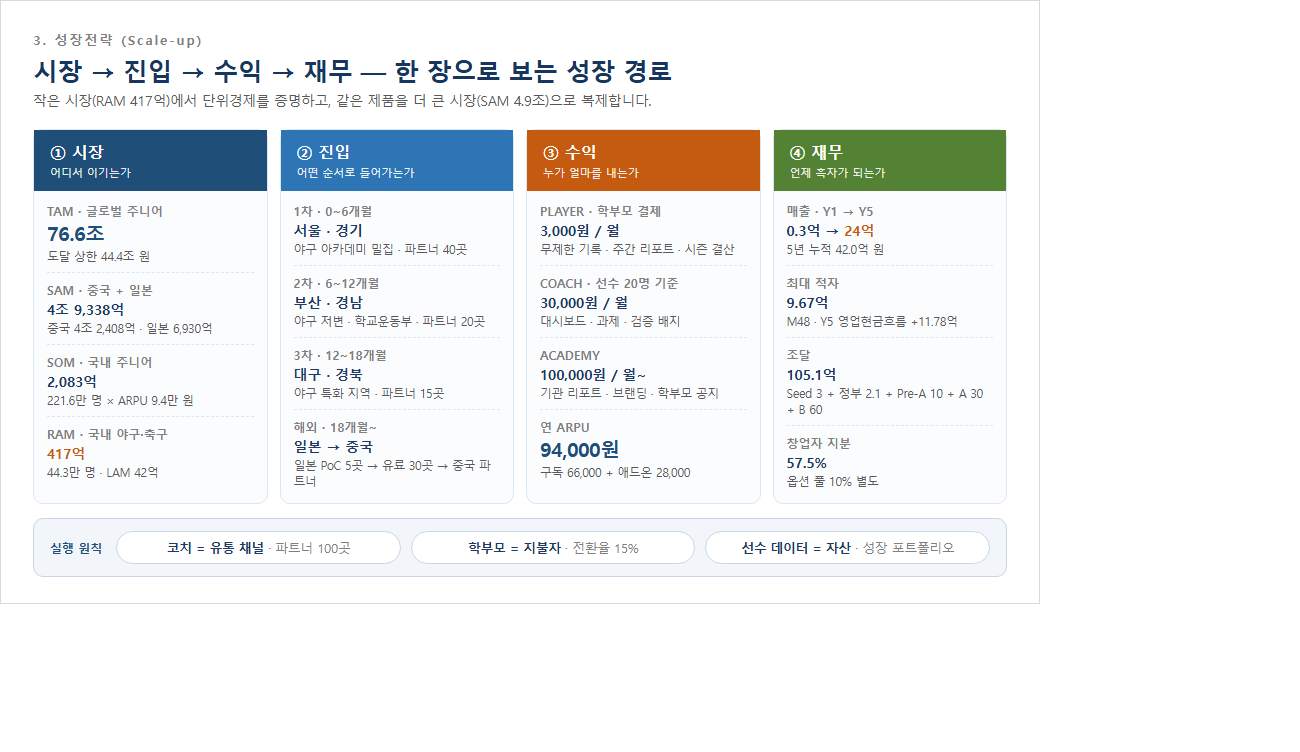 3. 성장전략 (Scale-up)
시장 → 진입 → 수익 → 재무 — 한 장으로 보는 성장 경로
작은 시장(RAM 417억)에서 단위경제를 증명하고, 같은 제품을 더 큰 시장(SAM 4.9조)으로 복제합니다.
① 시장
어디서 이기는가
TAM · 글로벌 주니어
76.6조
도달 상한 44.4조 원
SAM · 중국 + 일본
4조 9,338억
중국 4조 2,408억 · 일본 6,930억
SOM · 국내 주니어
2,083억
221.6만 명 × ARPU 9.4만 원
RAM · 국내 야구·축구
417억
44.3만 명 · LAM 42억
② 진입
어떤 순서로 들어가는가
1차 · 0~6개월
서울 · 경기
야구 아카데미 밀집 · 파트너 40곳
2차 · 6~12개월
부산 · 경남
야구 저변 · 학교운동부 · 파트너 20곳
3차 · 12~18개월
대구 · 경북
야구 특화 지역 · 파트너 15곳
해외 · 18개월~
일본 → 중국
일본 PoC 5곳 → 유료 30곳 → 중국 파
트너
③ 수익
누가 얼마를 내는가
PLAYER · 학부모 결제
3,000원 / 월
무제한 기록 · 주간 리포트 · 시즌 결산
COACH · 선수 20명 기준
30,000원 / 월
대시보드 · 과제 · 검증 배지
ACADEMY
100,000원 / 월~
기관 리포트 · 브랜딩 · 학부모 공지
연 ARPU
94,000원
구독 66,000 + 애드온 28,000
④ 재무
언제 흑자가 되는가
매출 · Y1 → Y5
0.3억 → 24억
5년 누적 42.0억 원
최대 적자
9.67억
M48 · Y5 영업현금흐름 +11.78억
조달
105.1억
Seed 3 + 정부 2.1 + Pre-A 10 + A 30
+ B 60
창업자 지분
57.5%
옵션 풀 10% 별도
실행 원칙
코치 = 유통 채널 · 파트너 100곳
학부모 = 지불자 · 전환율 15%
선수 데이터 = 자산 · 성장 포트폴리오